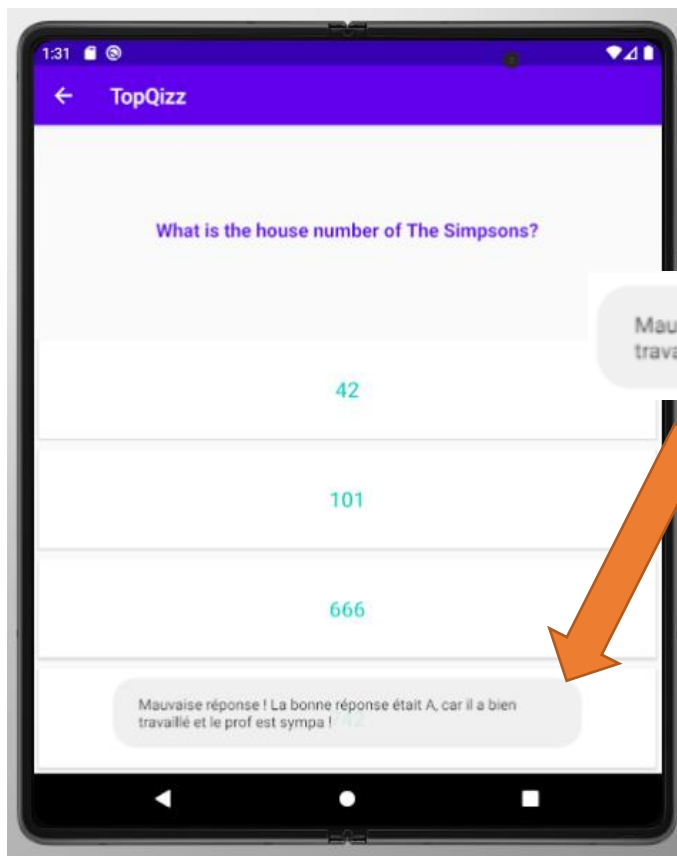 1:31
TopQizz
What is the house number of The Simpsons?
Mau
trava
42
101
666
Mauvaise réponse ! La bonne réponse était A, car il a bien
travaillé et le prof est sympa !
742